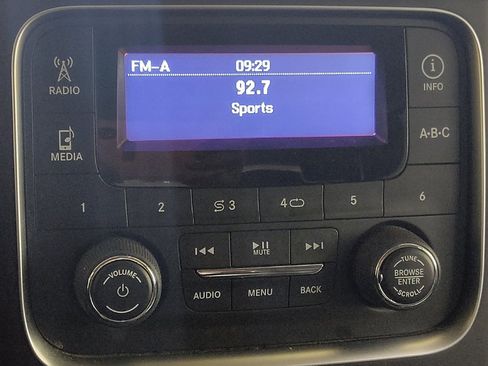 FM-A 09:29
92.7
Sports
RADIO
INFO
MEDIA
A•B•C
1 2 3 4 5 6
MUTE
VOLUME
AUDIO MENU BACK
TUNE
BROWSE
ENTER
SCROLL